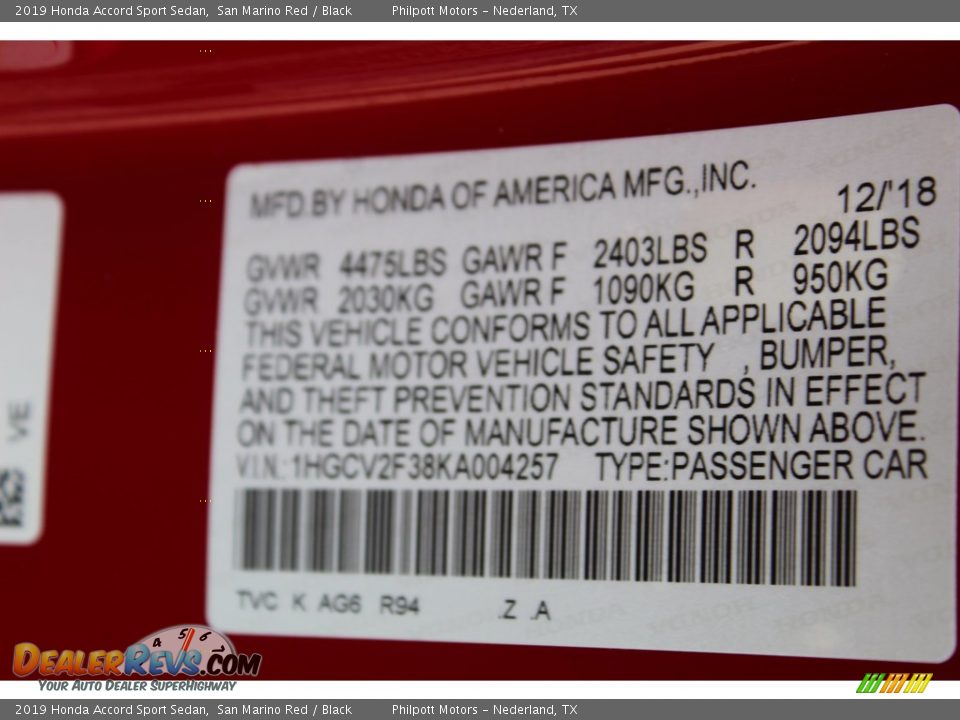 2019 Honda Accord Sport Sedan, San Marino Red / Black Philpott Motors – Nederland, TX
MFD.BY HONDA OF AMERICA MFG.,INC.
12/'18
GVWR 4475LBS GAWR F 2403LBS R 2094LBS
GVWR 2030KG GAWR F 1090KG R 950KG
THIS VEHICLE CONFORMS TO ALL APPLICABLE
FEDERAL MOTOR VEHICLE SAFETY , BUMPER,
AND THEFT PREVENTION STANDARDS IN EFFECT
ON THE DATE OF MANUFACTURE SHOWN ABOVE.
V.I.N.:1HGCV2F38KA004257 TYPE:PASSENGER CAR
TVC K AG6 R94 .Z .A
VE
4 5 6
DEALERREVS.COM
YOUR AUTO DEALER SUPERHIGHWAY
2019 Honda Accord Sport Sedan, San Marino Red / Black Philpott Motors – Nederland, TX